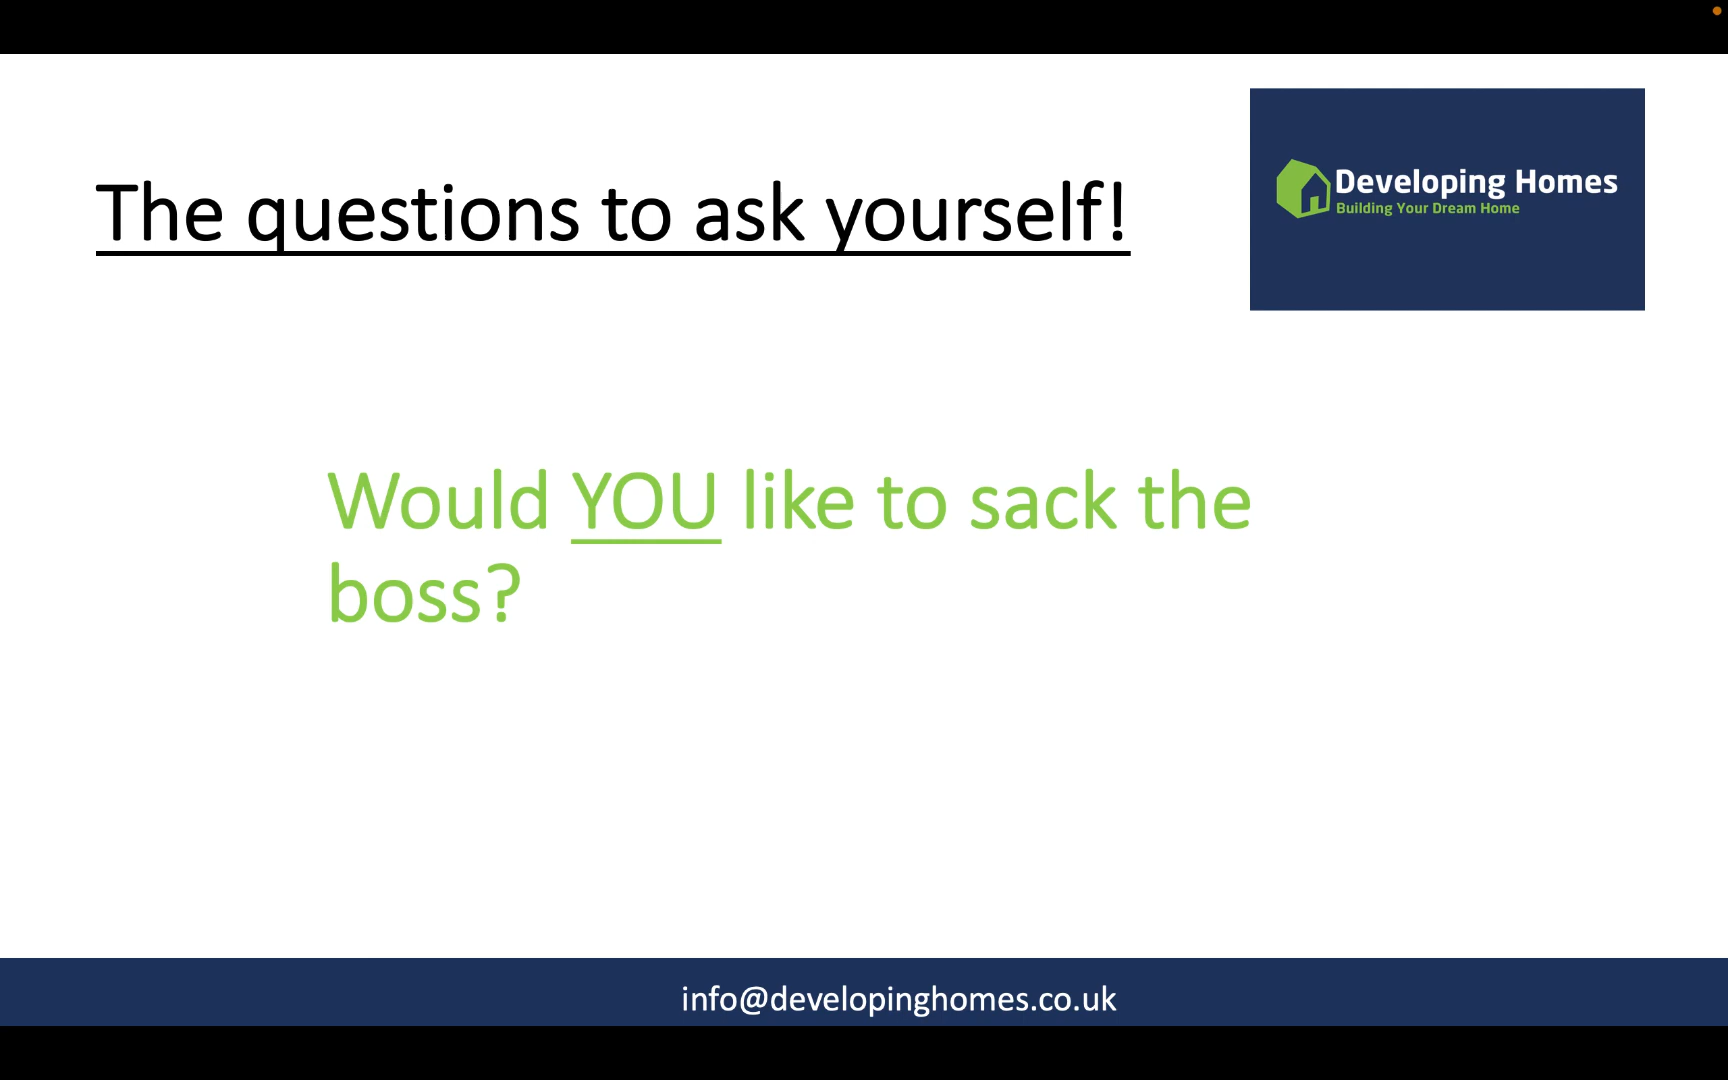 The questions to ask yourself!
Developing Homes
Building Your Dream Home
Would YOU like to sack the
boss?
info@developinghomes.co.uk